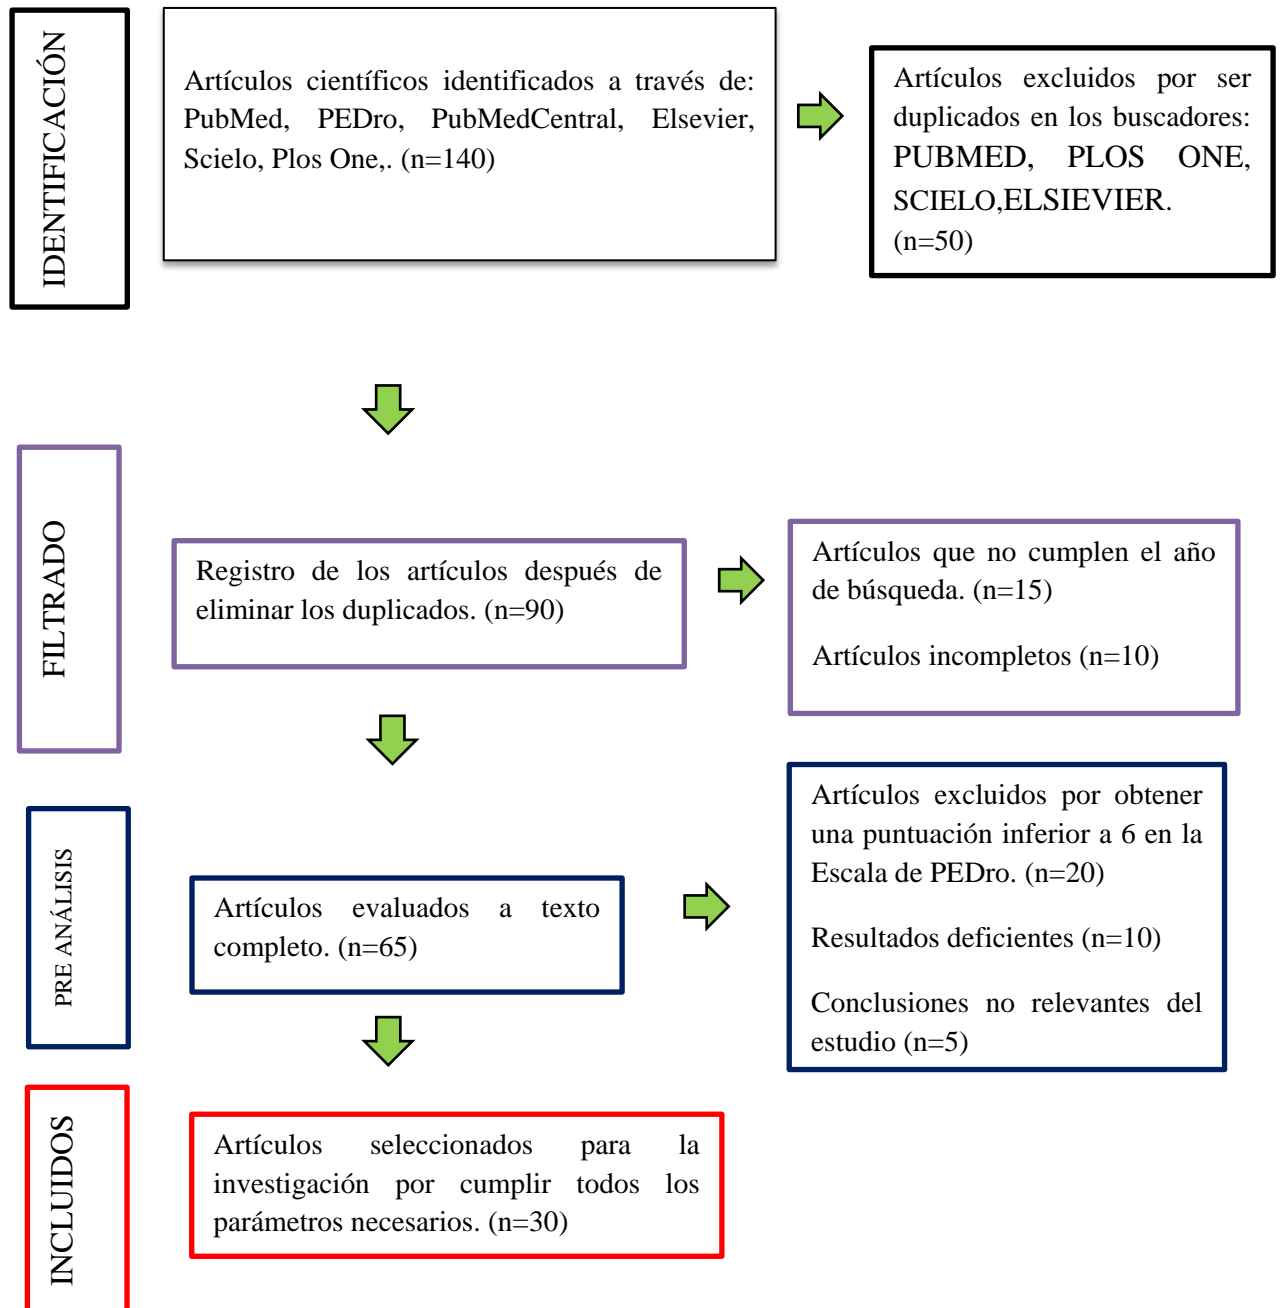 IDENTIFICACIÓN
Artículos científicos identificados a través de:
PubMed, PEDro, PubMedCentral, Elsevier,
Scielo, Plos One,. (n=140)
Artículos excluidos por ser
duplicados en los buscadores:
PUBMED, PLOS ONE,
SCIELO,ELSIEVIER.
(n=50)
FILTRADO
Registro de los artículos después de
eliminar los duplicados. (n=90)
Artículos que no cumplen el año
de búsqueda. (n=15)
Artículos incompletos (n=10)
PRE ANÁLISIS
Artículos evaluados a texto
completo. (n=65)
Artículos excluidos por obtener
una puntuación inferior a 6 en la
Escala de PEDro. (n=20)
Resultados deficientes (n=10)
Conclusiones no relevantes del
estudio (n=5)
INCLUIDOS
Artículos seleccionados para la
investigación por cumplir todos los
parámetros necesarios. (n=30)